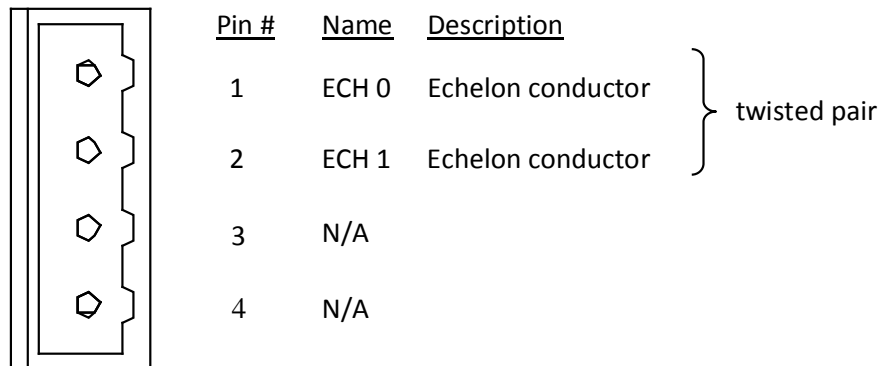 Pin # Name Description
1 ECH 0 Echelon conductor
twisted pair
2 ECH 1 Echelon conductor
3 N/A
4 N/A